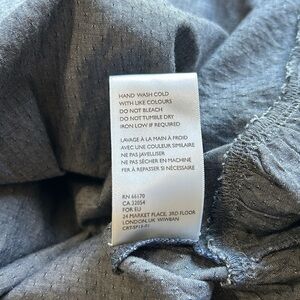 HAND WASH COLD
WITH LIKE COLOURS
DO NOT BLEACH
DO NOT TUMBLE DRY
IRON LOW IF REQUIRED
LAVAGE À LA MAIN À FROID
AVEC UNE COULEUR SIMILAIRE
NE PAS JAVELLISER
NE PAS SÉCHER EN MACHINE
FER À REPASSER SI NÉCESSAIRE
RN 66170
CA 32054
FOR EU
24 MARKET PLACE, 3RD FLOOR
LONDON, UK W1W8AN